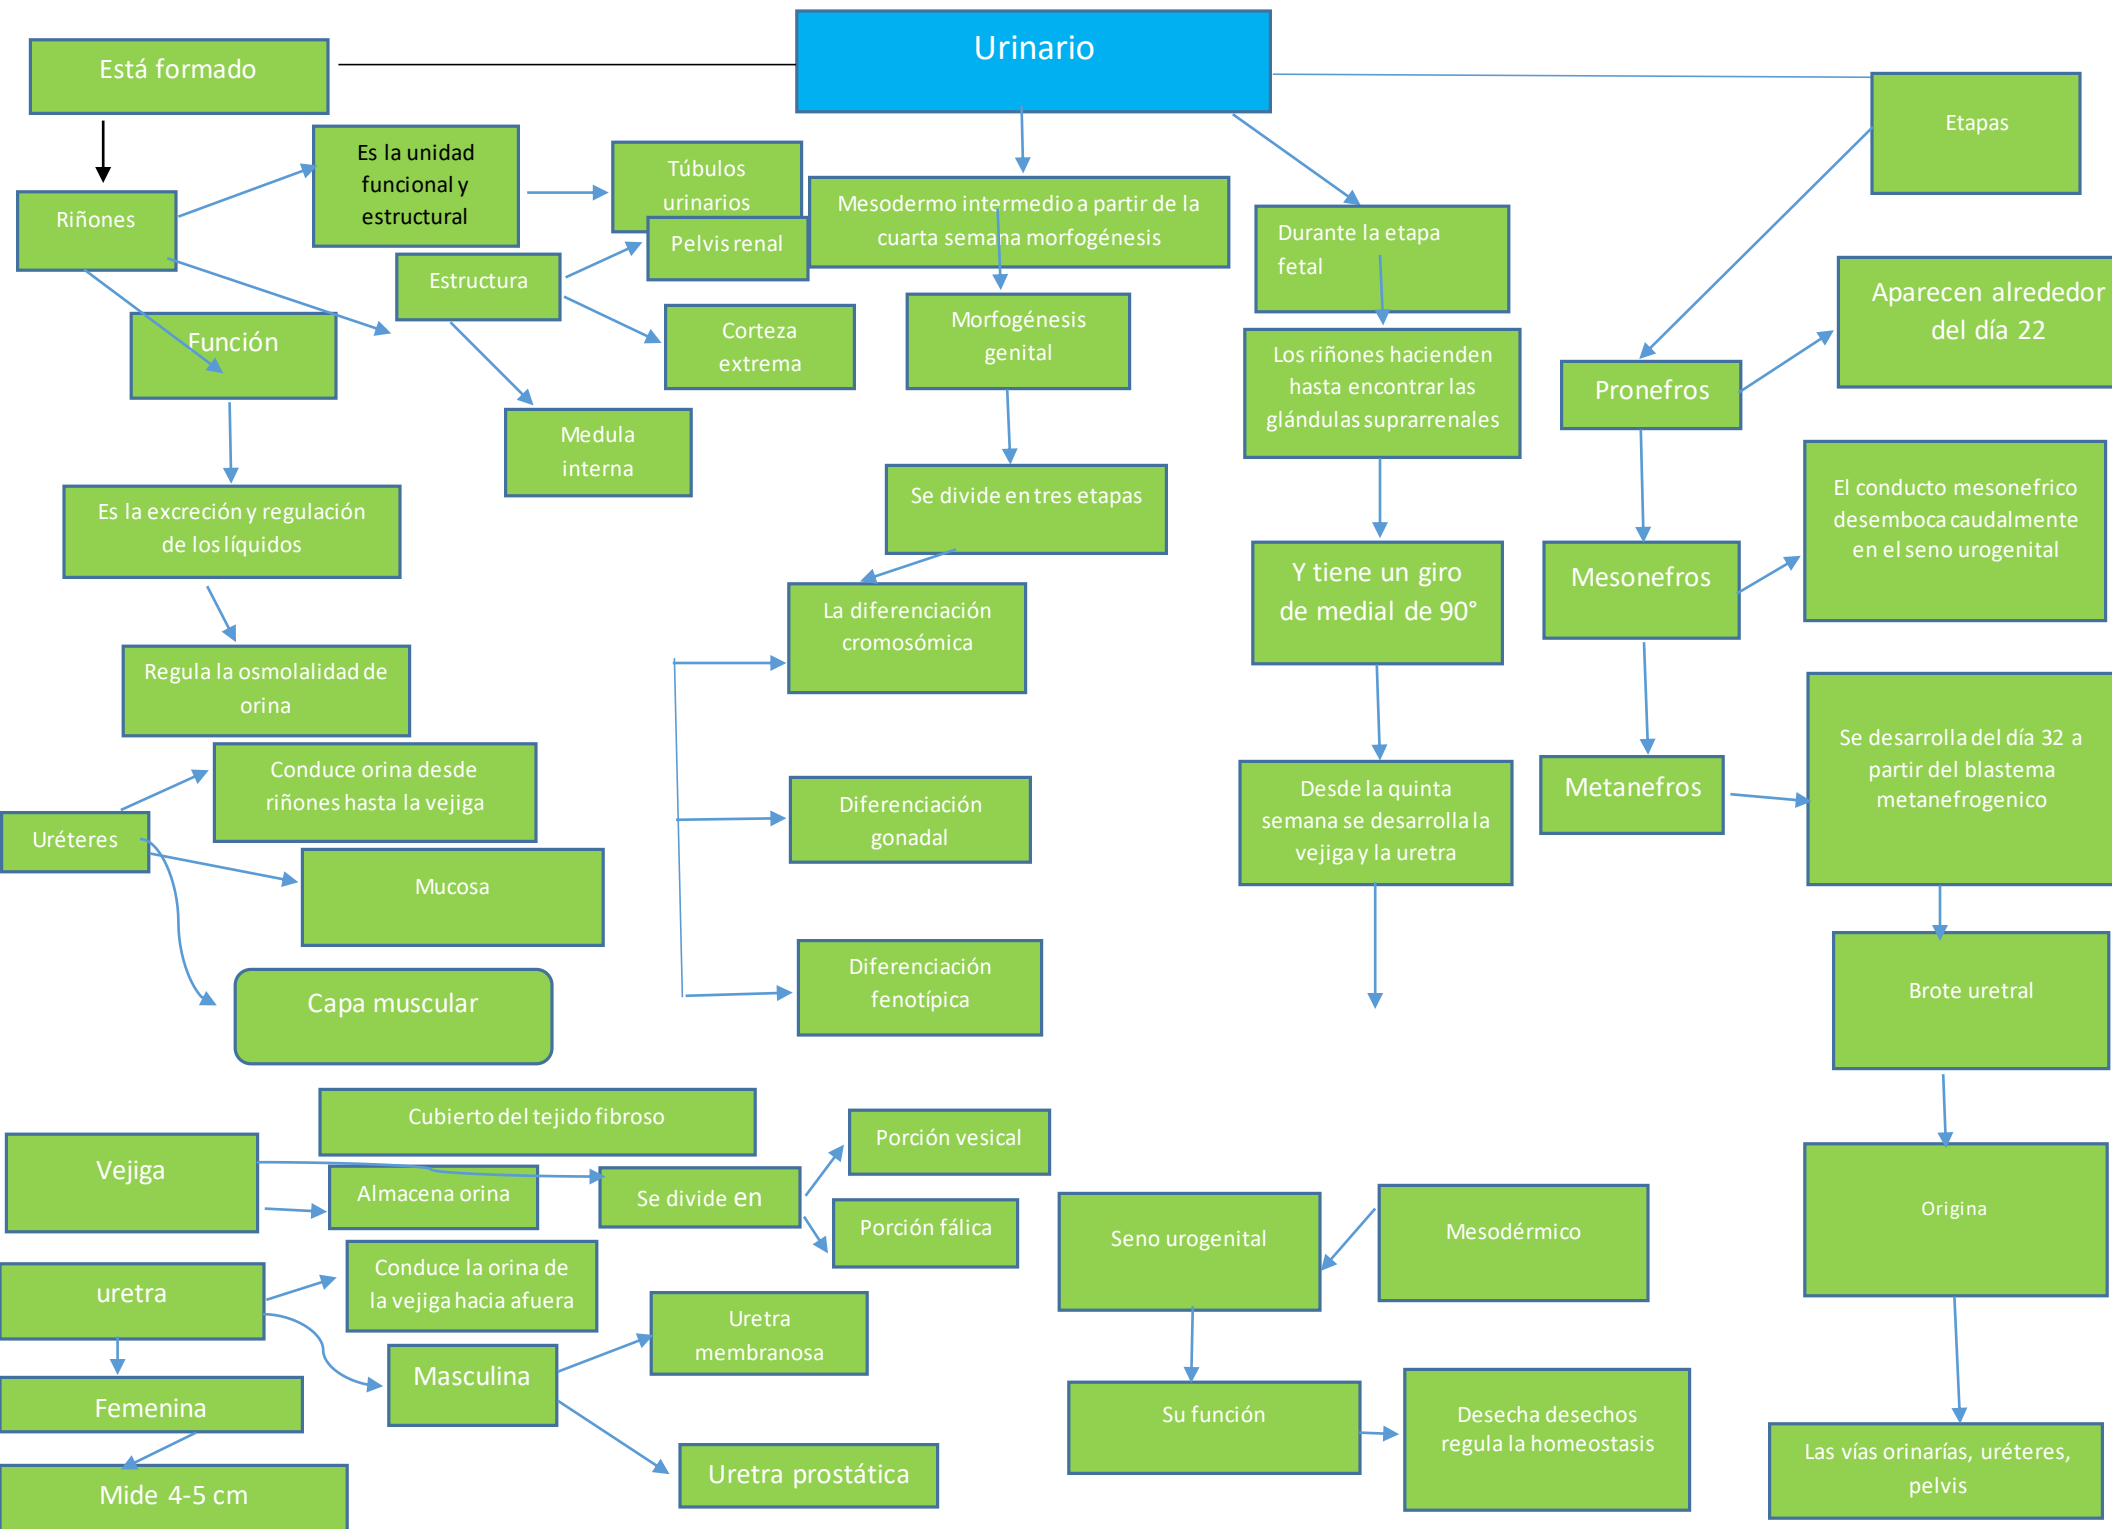 Urinario
Está formado
Etapas
Es la unidad
funcional y
estructural
Túbulos
urinarios
Riñones
Mesodermo intermedio a partir de la
cuarta semana morfogénesis
Durante la etapa
fetal
Pelvis renal
Estructura
Aparecen alrededor
del día 22
Función
Corteza
extrema
Morfogénesis
genital
Los riñones hacienden
hasta encontrar las
glándulas suprarrenales
Pronefros
Medula
interna
Se divide en tres etapas
El conducto mesonefrico
desemboca caudalmente
en el seno urogenital
Es la excreción y regulación
de los líquidos
Y tiene un giro
de medial de 90°
Mesonefros
La diferenciación
cromosómica
Regula la osmolalidad de
orina
Se desarrolla del día 32 a
partir del blastema
metanefrogenico
Conduce orina desde
riñones hasta la vejiga
Metanefros
Desde la quinta
semana se desarrolla la
vejiga y la uretra
Diferenciación
gonadal
Uréteres
Mucosa
Diferenciación
fenotípica
Capa muscular
Brote uretral
Cubierto del tejido fibroso
Porción vesical
Vejiga
Almacena orina
Se divide en
Porción fálica
Seno urogenital
Mesodérmico
Origina
uretra
Conduce la orina de
la vejiga hacia afuera
Uretra
membranosa
Masculina
Femenina
Su función
Desecha desechos
regula la homeostasis
Las vías orinarías, uréteres,
pelvis
Uretra prostática
Mide 4-5 cm